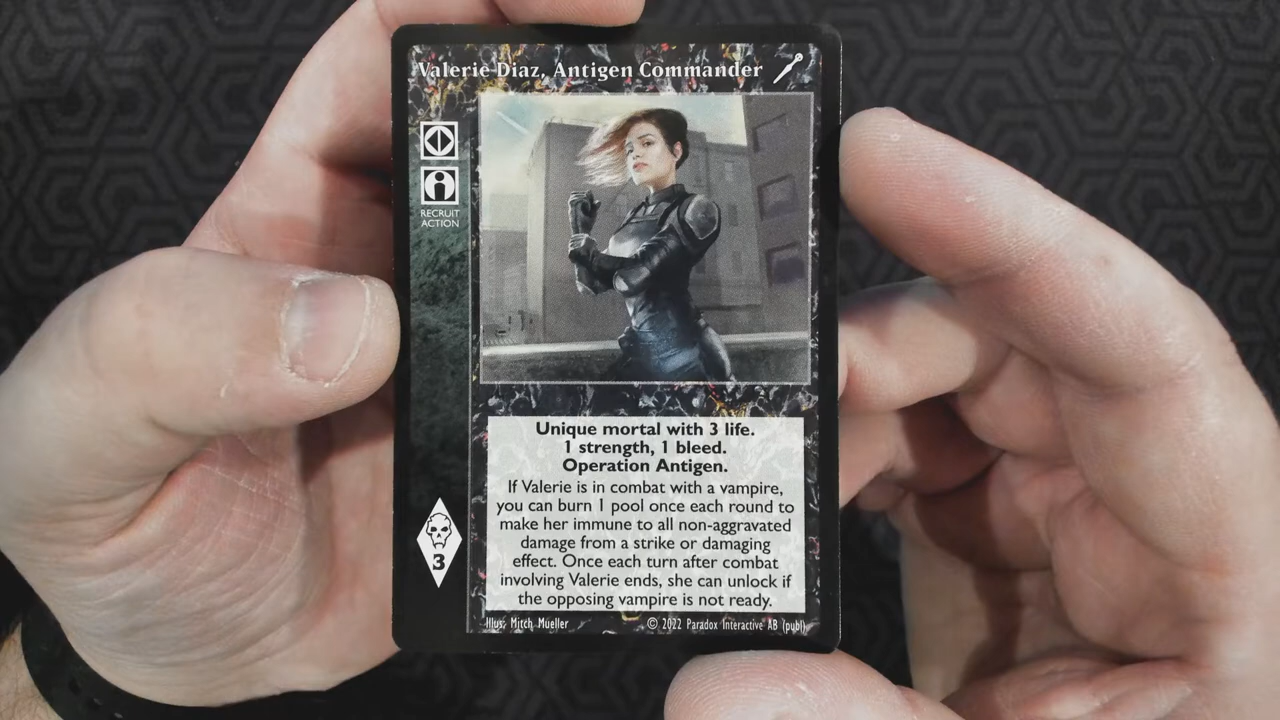 Valerie Diaz, Antigen Commander
RECRUIT
ACTION
Unique mortal with 3 life.
1 strength, 1 bleed.
Operation Antigen.
If Valerie is in combat with a vampire,
you can burn 1 pool once each round to
make her immune to all non-aggravated
damage from a strike or damaging
effect. Once each turn after combat
involving Valerie ends, she can unlock if
the opposing vampire is not ready.
3
Illus: Mitch Mueller
© 2022 Paradox Interactive AB (publ)